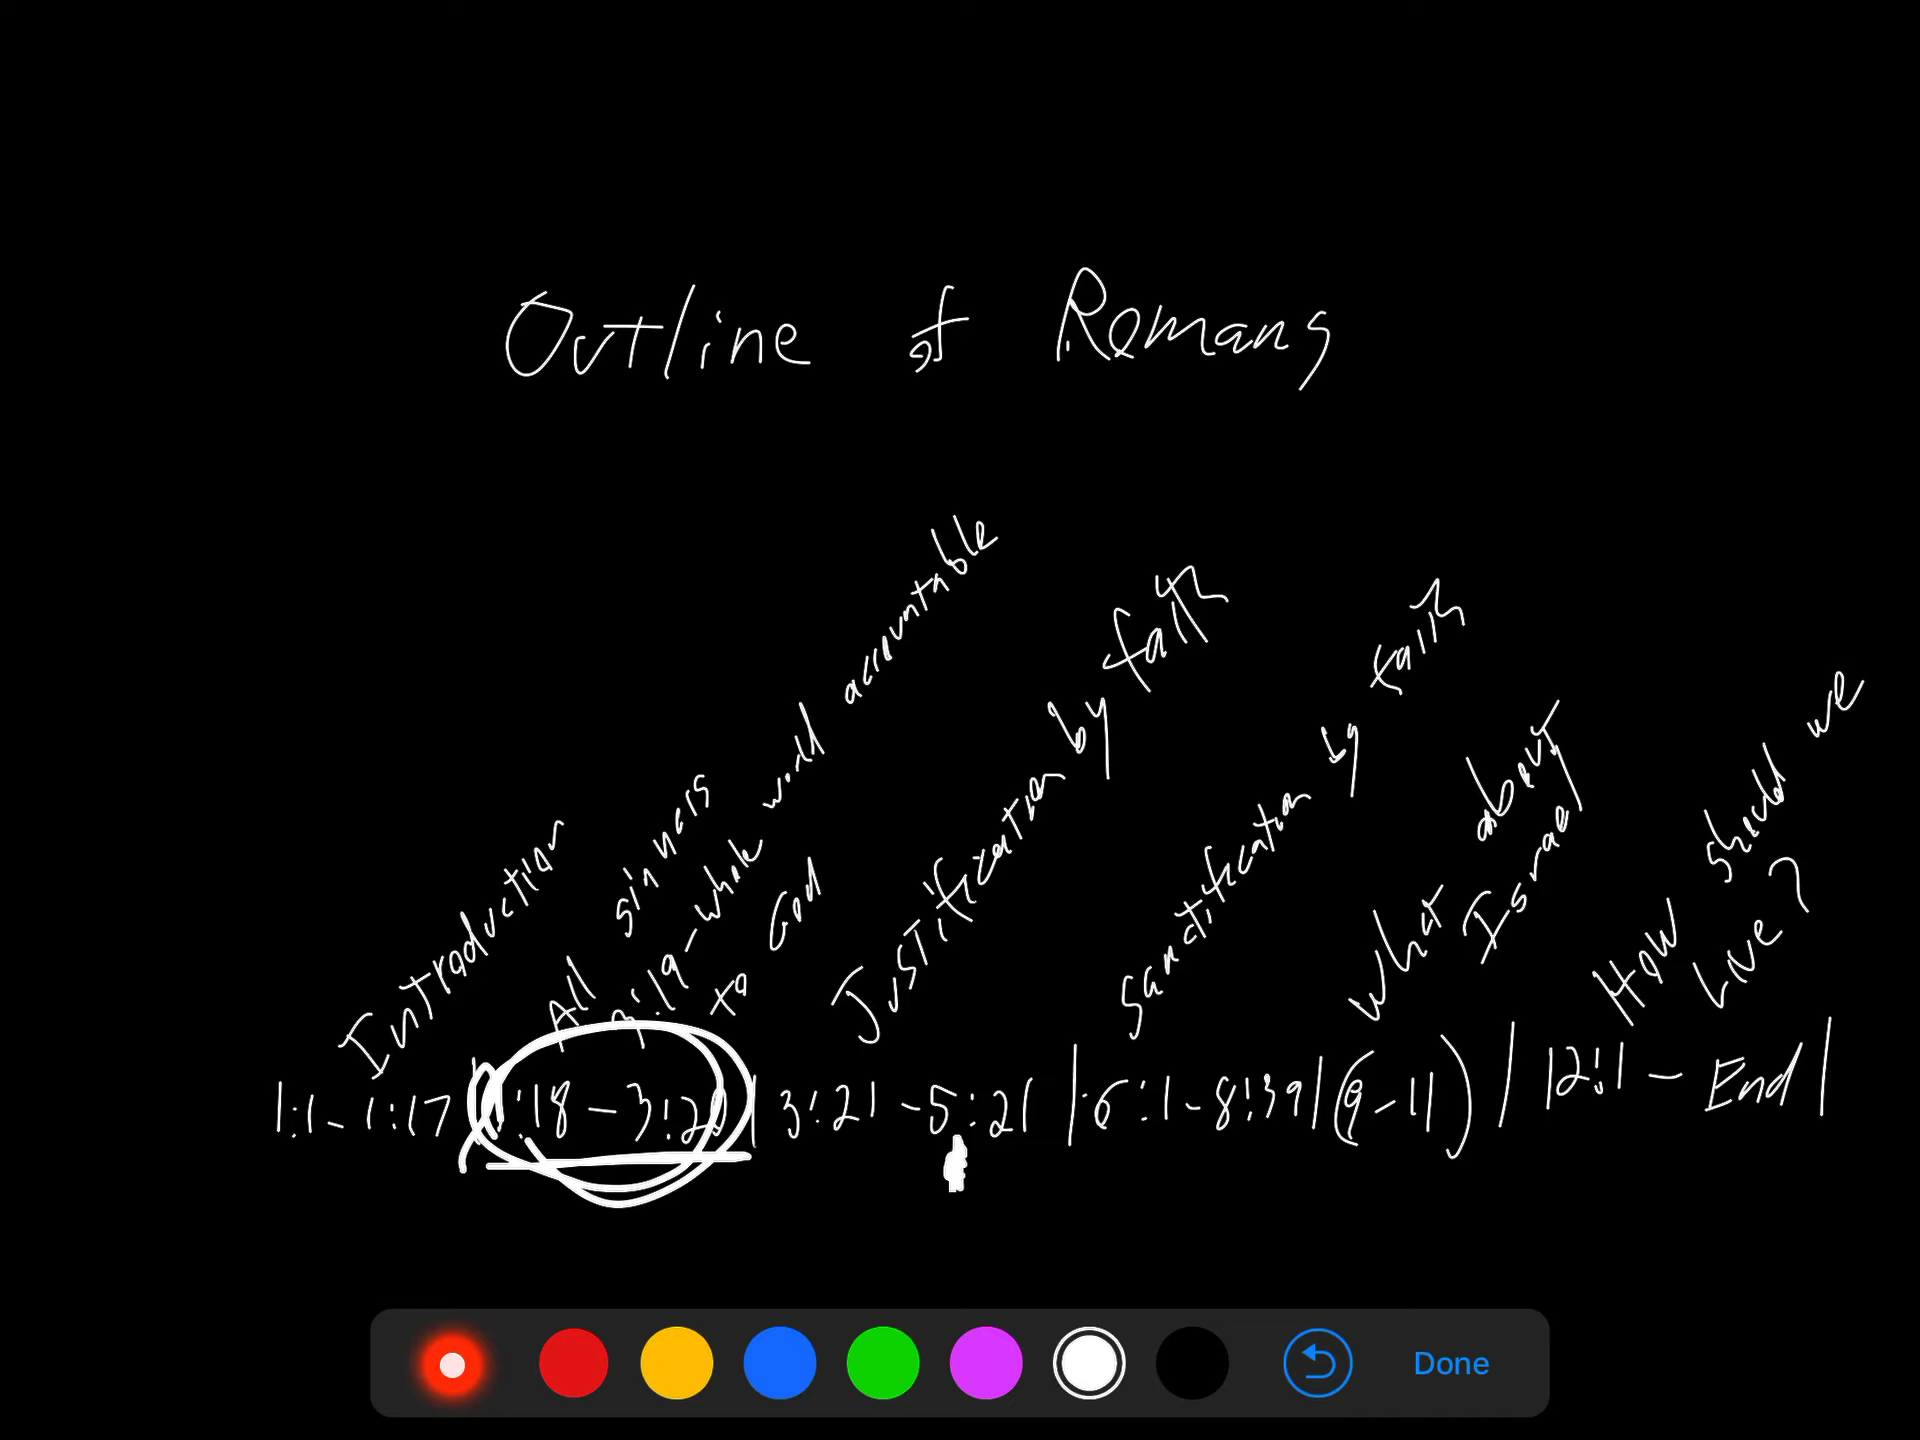 Outline of Romans
Introduction
All sinners
3:19 - whole world accountable
to God
Justification by faith
Sanctification by faith
What about
Israel
How should we
Live?
1:1 - 1:17 | 1:18 - 3:20 | 3:21 - 5:21 | 6:1 - 8:39 | (9 - 11) | 12:1 - End |
Done